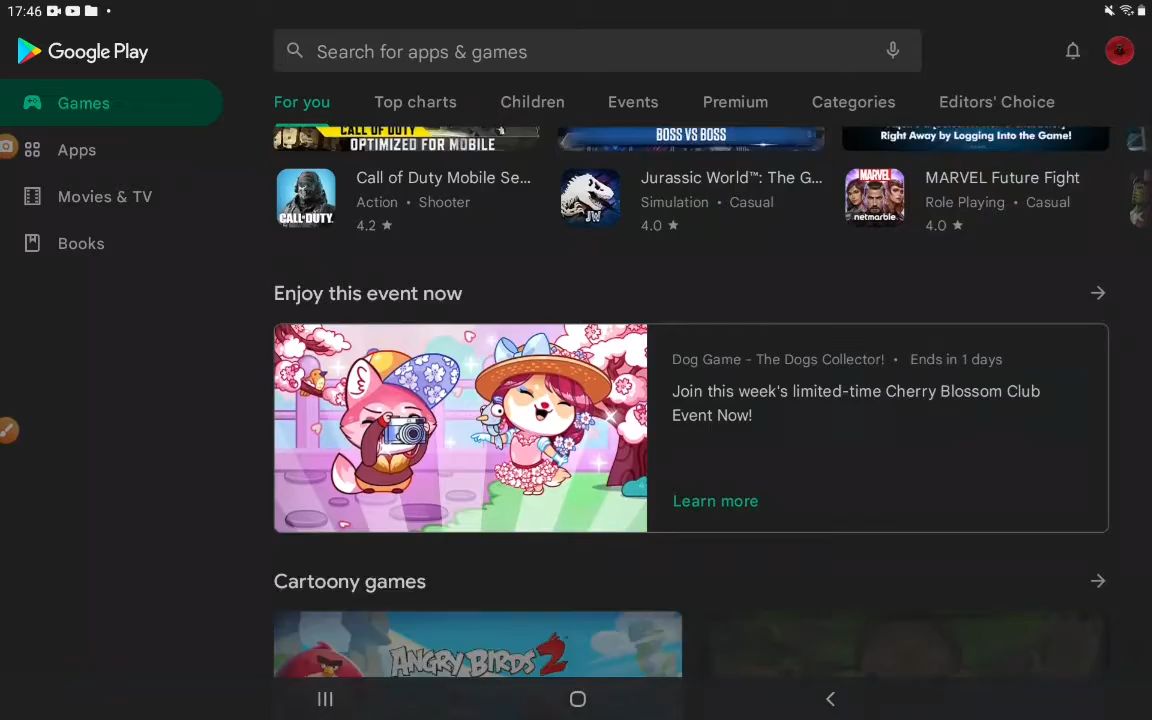 17:46
Google Play
Search for apps & games
Games
Apps
Movies & TV
Books
For you
Top charts
Children
Events
Premium
Categories
Editors' Choice
CALL OF DUTY
OPTIMIZED FOR MOBILE
BOSS VS BOSS
Right Away by Logging Into the Game!
CALL·DUTY
Call of Duty Mobile Se...
Action • Shooter
4.2 ★
JW
Jurassic World™: The G...
Simulation • Casual
4.0 ★
MARVEL
netmarble
MARVEL Future Fight
Role Playing • Casual
4.0 ★
Enjoy this event now
Dog Game - The Dogs Collector! • Ends in 1 days
Join this week's limited-time Cherry Blossom Club
Event Now!
Learn more
Cartoony games
ANGRY BIRDS 2